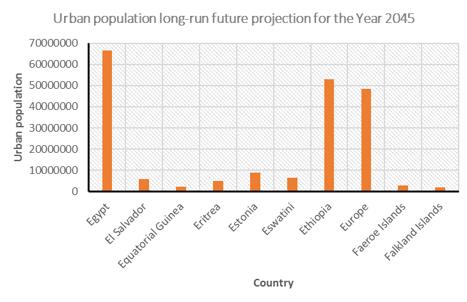 Urban population long-run future projection for the Year 2045
70000000
60000000
50000000
40000000
30000000
20000000
10000000
0
Urban population
Egypt
El Salvador
Equatorial Guinea
Eritrea
Estonia
Eswatini
Ethiopia
Europe
Faeroe Islands
Falkland Islands
Country